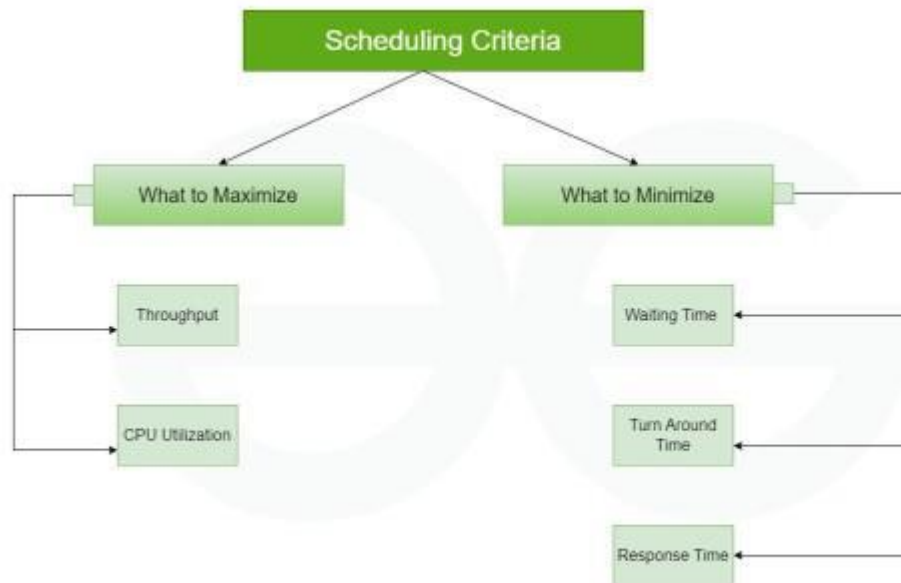 Scheduling Criteria
What to Maximize
What to Minimize
Throughput
Waiting Time
CPU Utilization
Turn Around
Time
Response Time